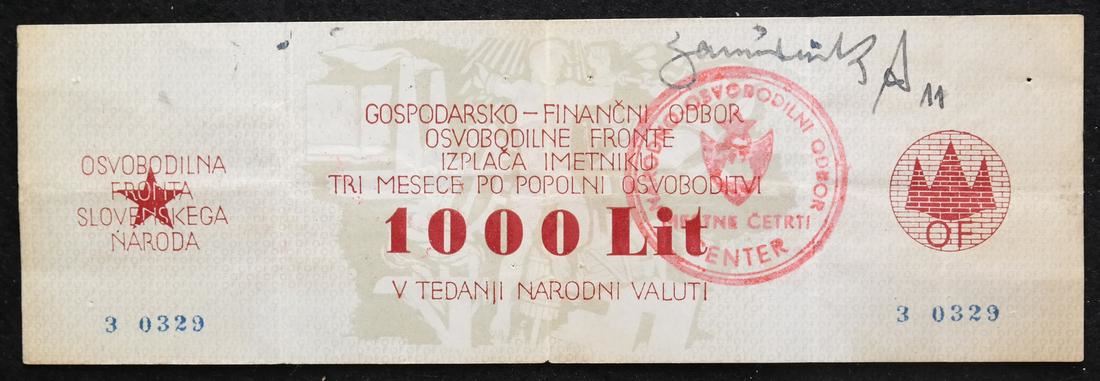 OSVOBODILNA
FRONTA
SLOVENSKEGA
NARODA
3 0329
GOSPODARSKO – FINANČNI ODBOR
OSVOBODILNE FRONTE
IZPLAČA IMETNIKU
TRI MESECE PO POPOLNI OSVOBODITVI
1000 Lit
V TEDANJI NARODNI VALUTI
11
OSVOBODILNI ODBOR
ČETRTI
CENTER
OF
3 0329